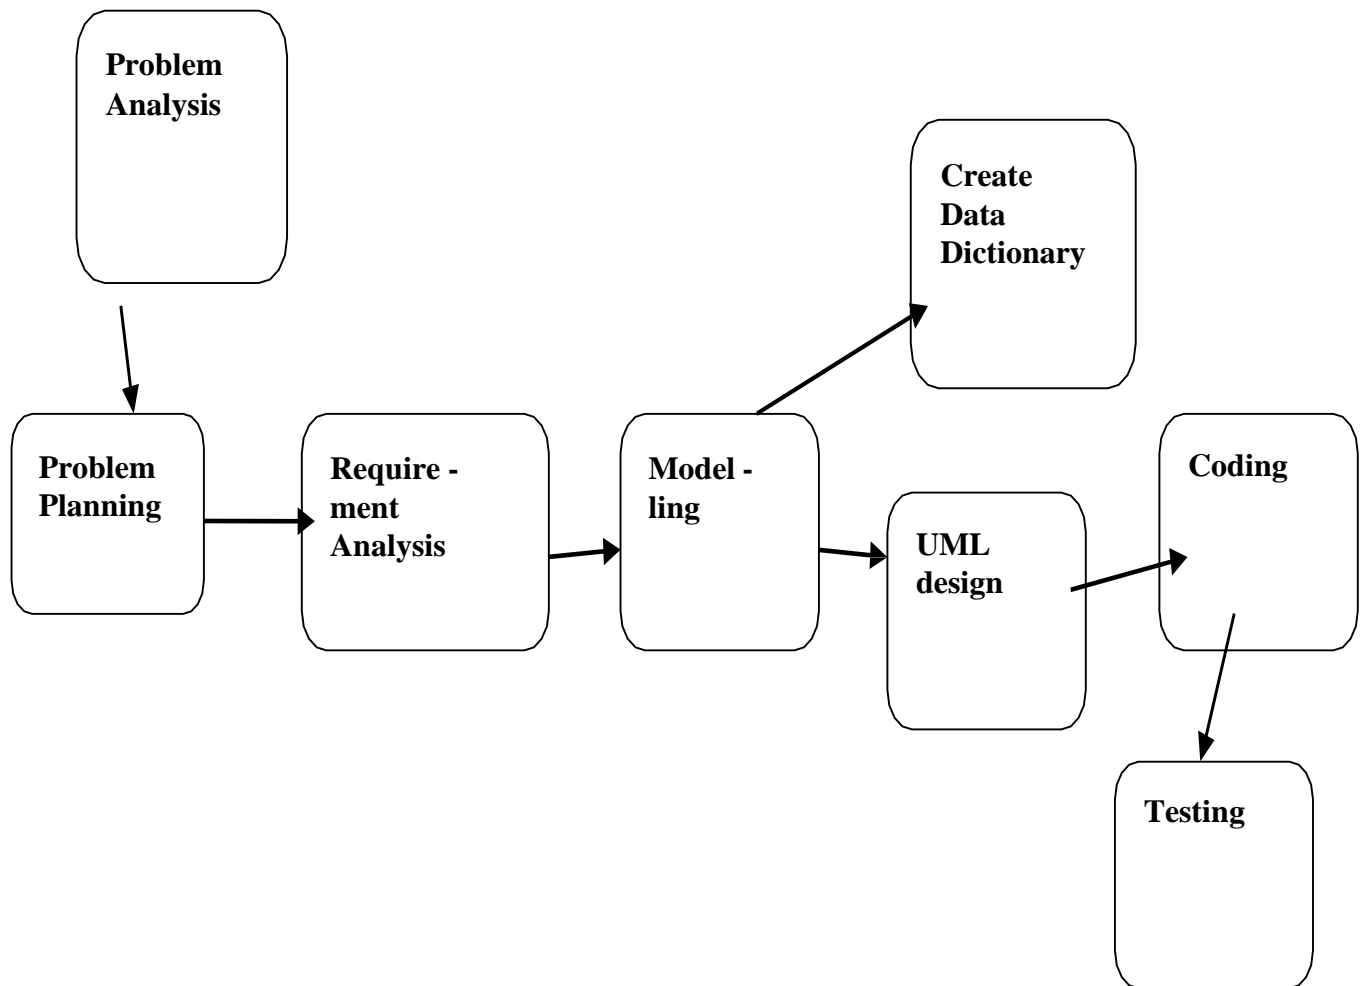 Problem
Analysis
Create
Data
Dictionary
Problem
Planning
Require -
ment
Analysis
Model -
ling
UML
design
Coding
Testing